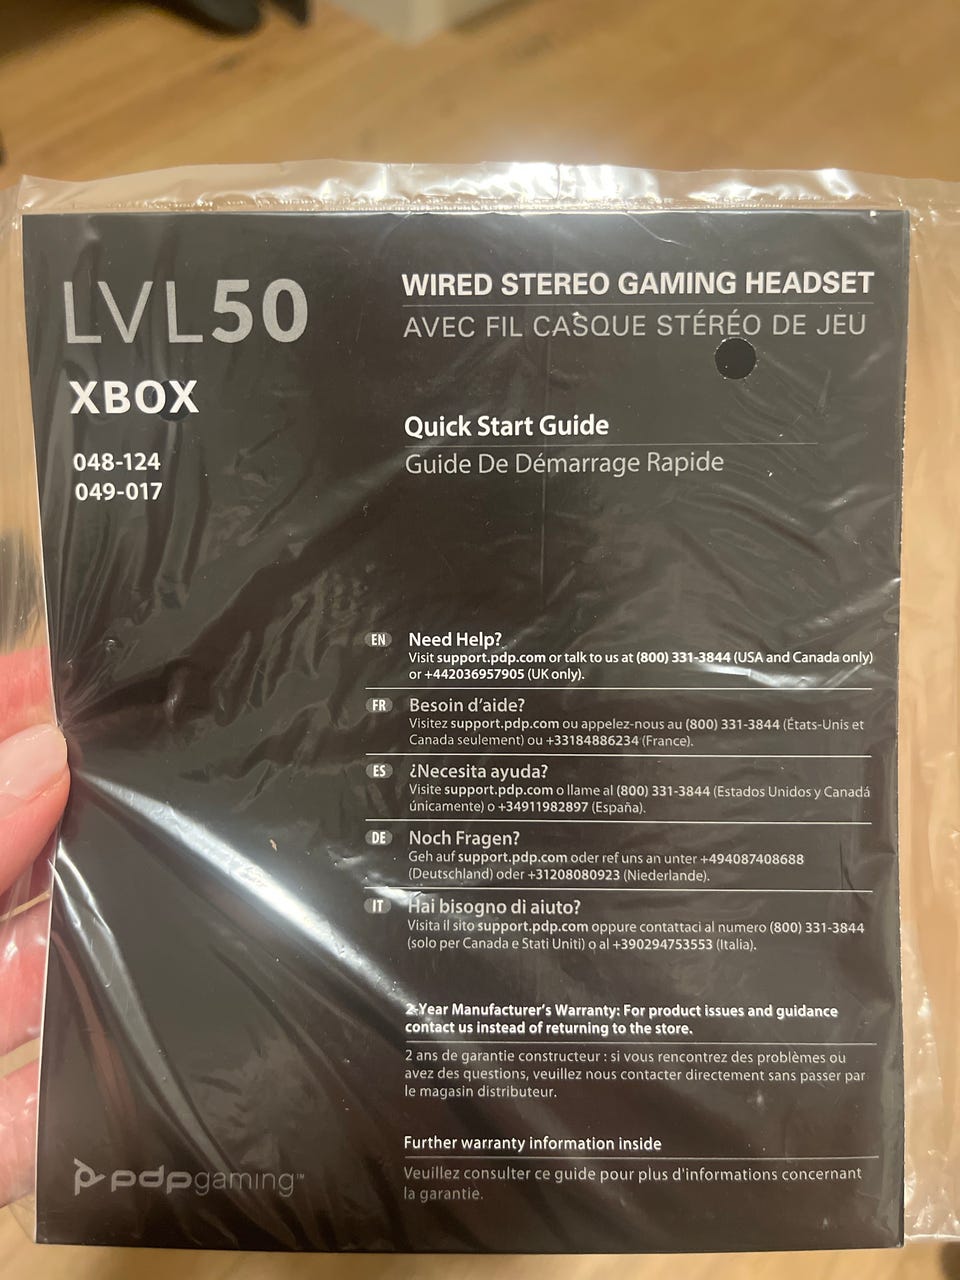 LVL50
XBOX
048-124
049-017
WIRED STEREO GAMING HEADSET
AVEC FIL CASQUE STÉRÉO DE JEU
Quick Start Guide
Guide De Démarrage Rapide
EN Need Help?
Visit support.pdp.com or talk to us at (800) 331-3844 (USA and Canada only)
or +442036957905 (UK only).
FR Besoin d'aide?
Visitez support.pdp.com ou appelez-nous au (800) 331-3844 (États-Unis et
Canada seulement) ou +33184886234 (France).
ES ¿Necesita ayuda?
Visite support.pdp.com o llame al (800) 331-3844 (Estados Unidos y Canadá
únicamente) o +34911982897 (España).
DE Noch Fragen?
Geh auf support.pdp.com oder ref uns an unter +494087408688
(Deutschland) oder +31208080923 (Niederlande).
IT Hai bisogno di aiuto?
Visita il sito support.pdp.com oppure contattaci al numero (800) 331-3844
(solo per Canada e Stati Uniti) o al +390294753553 (Italia).
2-Year Manufacturer's Warranty: For product issues and guidance
contact us instead of returning to the store.
2 ans de garantie constructeur : si vous rencontrez des problèmes ou
avez des questions, veuillez nous contacter directement sans passer par
le magasin distributeur.
Further warranty information inside
Veuillez consulter ce guide pour plus d'informations concernant
la garantie.
pdpgaming™